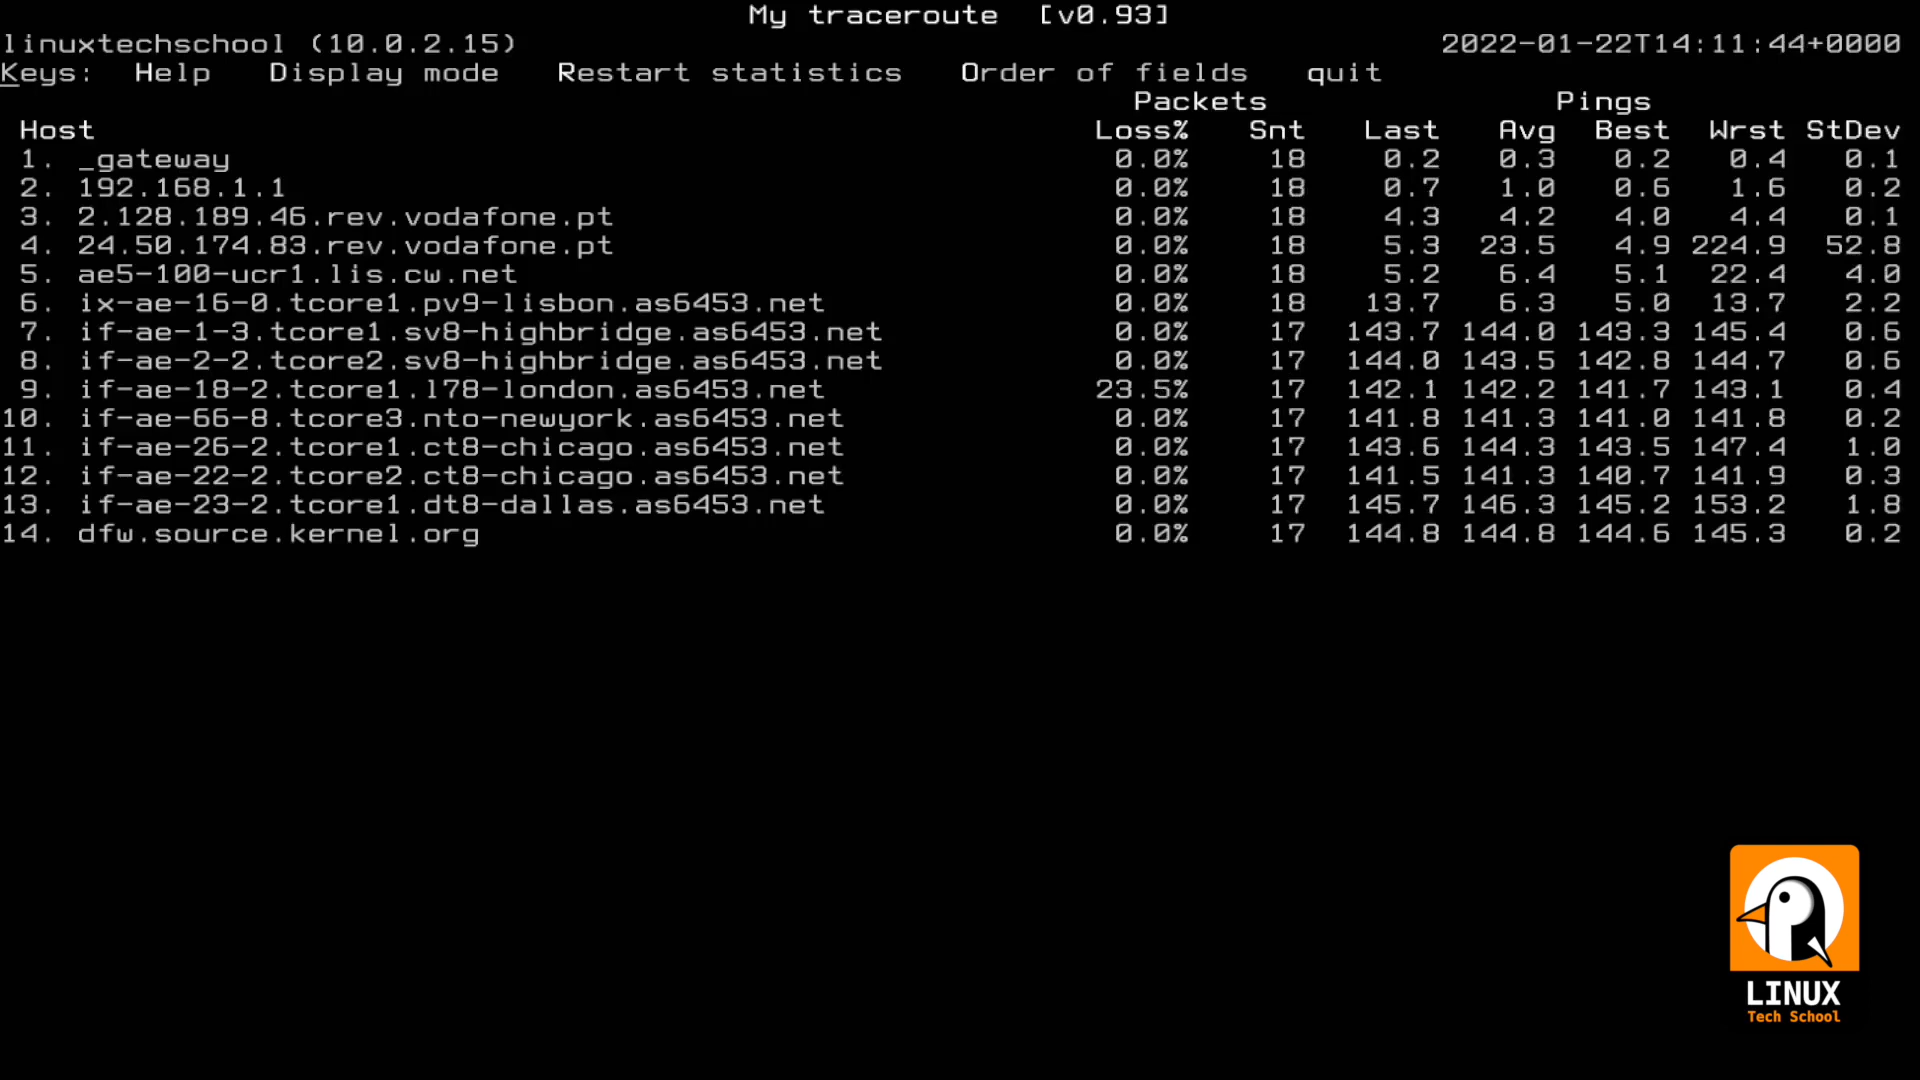 My traceroute [v0.93]
linuxtechschool (10.0.2.15) 2022-01-22T14:11:44+0000
Keys: Help Display mode Restart statistics Order of fields quit
Packets Pings
Host Loss% Snt Last Avg Best Wrst StDev
1. _gateway 0.0% 18 0.2 0.3 0.2 0.4 0.1
2. 192.168.1.1 0.0% 18 0.7 1.0 0.6 1.6 0.2
3. 2.128.189.46.rev.vodafone.pt 0.0% 18 4.3 4.2 4.0 4.4 0.1
4. 24.50.174.83.rev.vodafone.pt 0.0% 18 5.3 23.5 4.9 224.9 52.8
5. ae5-100-ucr1.lis.cw.net 0.0% 18 5.2 6.4 5.1 22.4 4.0
6. ix-ae-16-0.tcore1.pv9-lisbon.as6453.net 0.0% 18 13.7 6.3 5.0 13.7 2.2
7. if-ae-1-3.tcore1.sv8-highbridge.as6453.net 0.0% 17 143.7 144.0 143.3 145.4 0.6
8. if-ae-2-2.tcore2.sv8-highbridge.as6453.net 0.0% 17 144.0 143.5 142.8 144.7 0.6
9. if-ae-18-2.tcore1.l78-london.as6453.net 23.5% 17 142.1 142.2 141.7 143.1 0.4
10. if-ae-66-8.tcore3.nto-newyork.as6453.net 0.0% 17 141.8 141.3 141.0 141.8 0.2
11. if-ae-26-2.tcore1.ct8-chicago.as6453.net 0.0% 17 143.6 144.3 143.5 147.4 1.0
12. if-ae-22-2.tcore2.ct8-chicago.as6453.net 0.0% 17 141.5 141.3 140.7 141.9 0.3
13. if-ae-23-2.tcore1.dt8-dallas.as6453.net 0.0% 17 145.7 146.3 145.2 153.2 1.8
14. dfw.source.kernel.org 0.0% 17 144.8 144.8 144.6 145.3 0.2
LINUX
Tech School